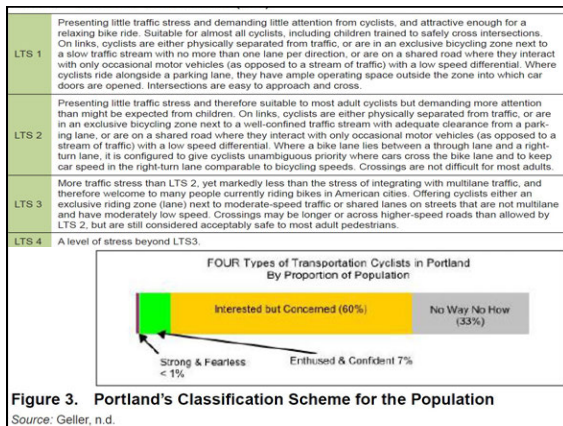 LTS 1
Presenting little traffic stress and demanding little attention from cyclists, and attractive enough for a
relaxing bike ride. Suitable for almost all cyclists, including children trained to safely cross intersections.
On links, cyclists are either physically separated from traffic, or are in an exclusive bicycling zone next to
a slow traffic stream with no more than one lane per direction, or are on a shared road where they interact
with only occasional motor vehicles (as opposed to a stream of traffic) with a low speed differential. Where
cyclists ride alongside a parking lane, they have ample operating space outside the zone into which car
doors are opened. Intersections are easy to approach and cross.
LTS 2
Presenting little traffic stress and therefore suitable to most adult cyclists but demanding more attention
than might be expected from children. On links, cyclists are either physically separated from traffic, or are
in an exclusive bicycling zone next to a well-confined traffic stream with adequate clearance from a park-
ing lane, or are on a shared road where they interact with only occasional motor vehicles (as opposed to a
stream of traffic) with a low speed differential. Where a bike lane lies between a through lane and a right-
turn lane, it is configured to give cyclists unambiguous priority where cars cross the bike lane and to keep
car speed in the right-turn lane comparable to bicycling speeds. Crossings are not difficult for most adults.
LTS 3
More traffic stress than LTS 2, yet markedly less than the stress of integrating with multilane traffic, and
therefore welcome to many people currently riding bikes in American cities. Offering cyclists either an
exclusive riding zone (lane) next to moderate-speed traffic or shared lanes on streets that are not multilane
and have moderately low speed. Crossings may be longer or across higher-speed roads than allowed by
LTS 2, but are still considered acceptably safe to most adult pedestrians.
LTS 4
A level of stress beyond LTS3.
FOUR Types of Transportation Cyclists in Portland
By Proportion of Population
Interested but Concerned (60%)
No Way No How
(33%)
Strong & Fearless
< 1%
Enthused & Confident 7%
Figure 3. Portland's Classification Scheme for the Population
Source: Geller, n.d.